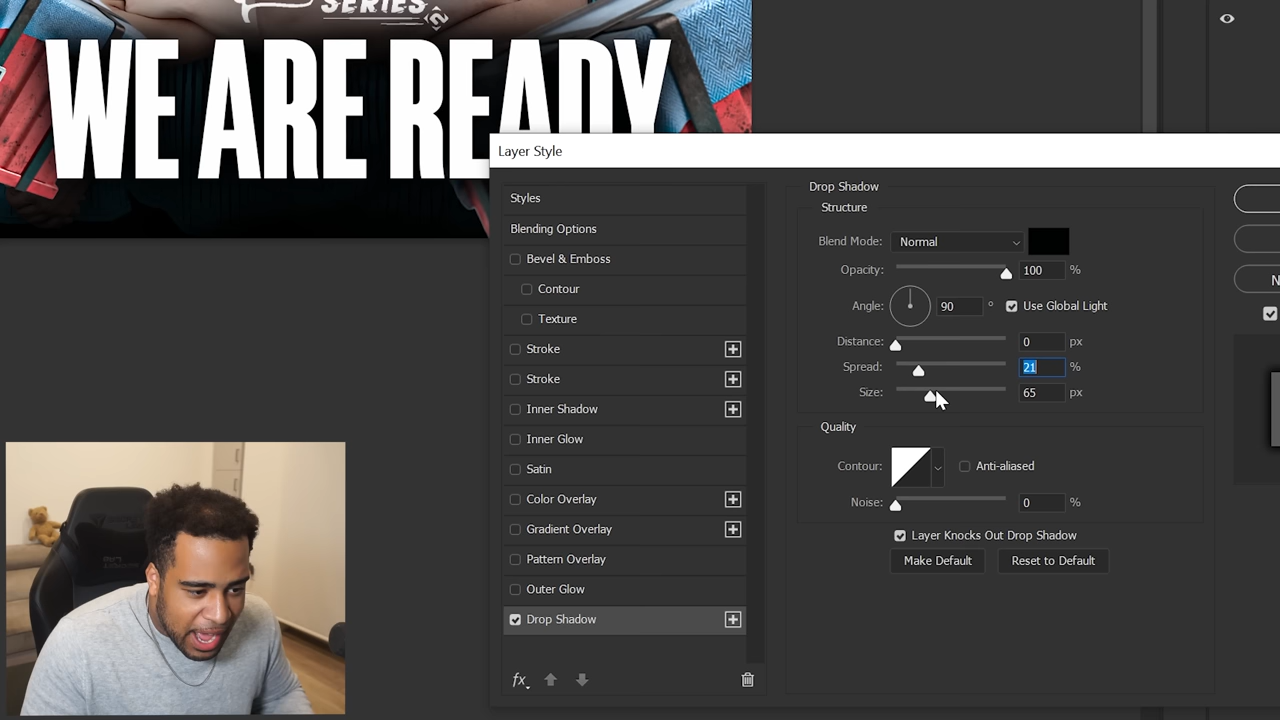 SERIES
WE ARE READY
Layer Style
Styles
Blending Options
Bevel & Emboss
Contour
Texture
Stroke
Stroke
Inner Shadow
Inner Glow
Satin
Color Overlay
Gradient Overlay
Pattern Overlay
Outer Glow
Drop Shadow
fx
Drop Shadow
Structure
Blend Mode: Normal
Opacity: 100 %
Angle: 90 ° Use Global Light
Distance: 0 px
Spread: 21 %
Size: 65 px
Quality
Contour: Anti-aliased
Noise: 0 %
Layer Knocks Out Drop Shadow
Make Default Reset to Default
N